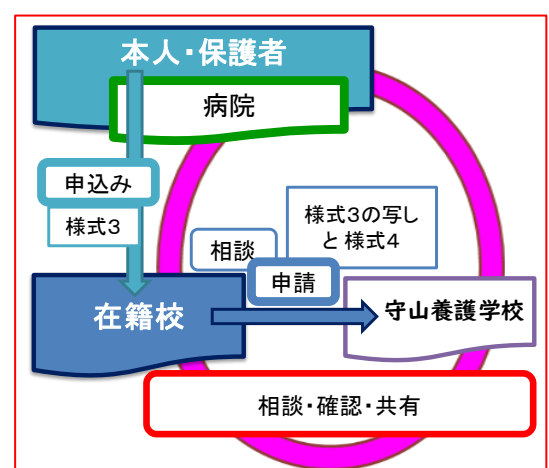 本人・保護者
病院
申込み
様式3
様式3の写し
と様式4
相談
申請
在籍校
守山養護学校
相談・確認・共有